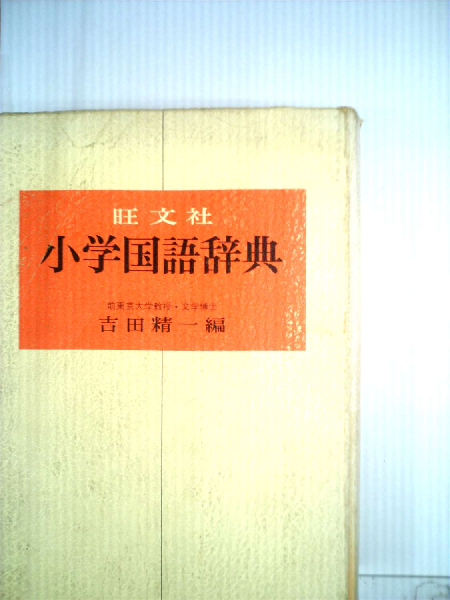 旺文社
小学国語辞典
前東京大学教授・文学博士
吉田精一編